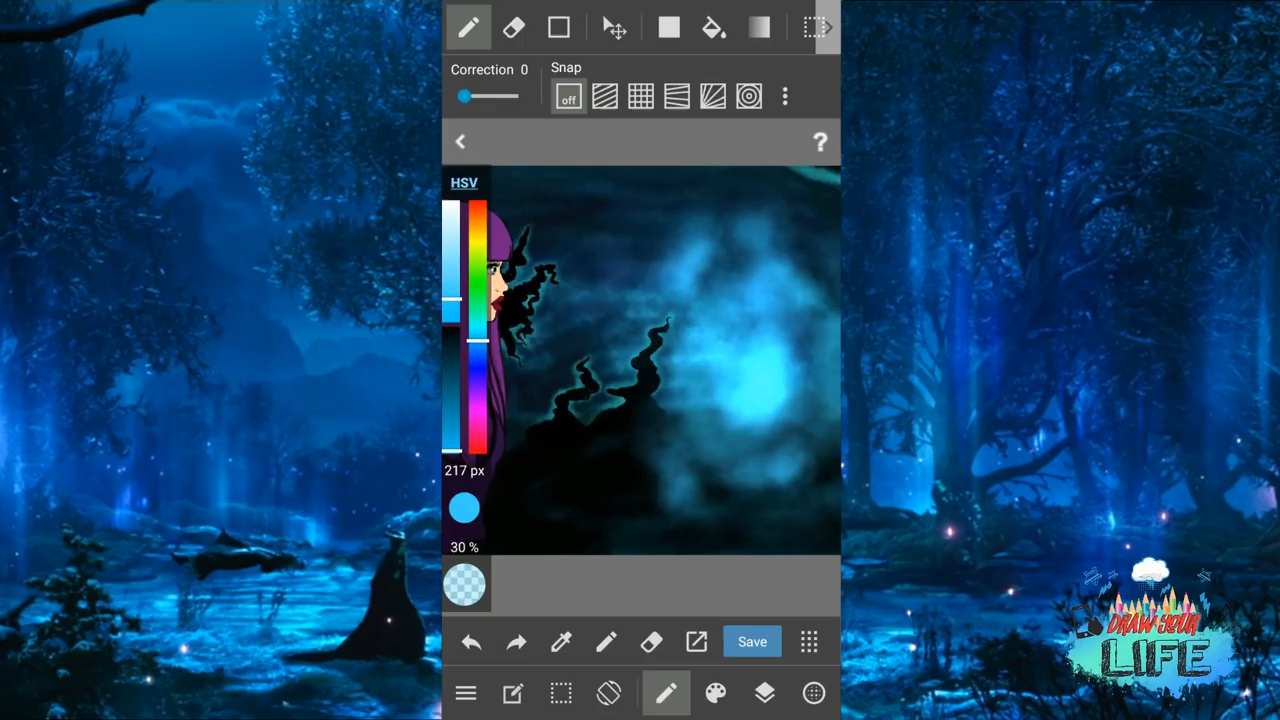 Correction 0
Snap
off
?
HSV
217 px
30 %
Save
DRAW YOUR
LIFE